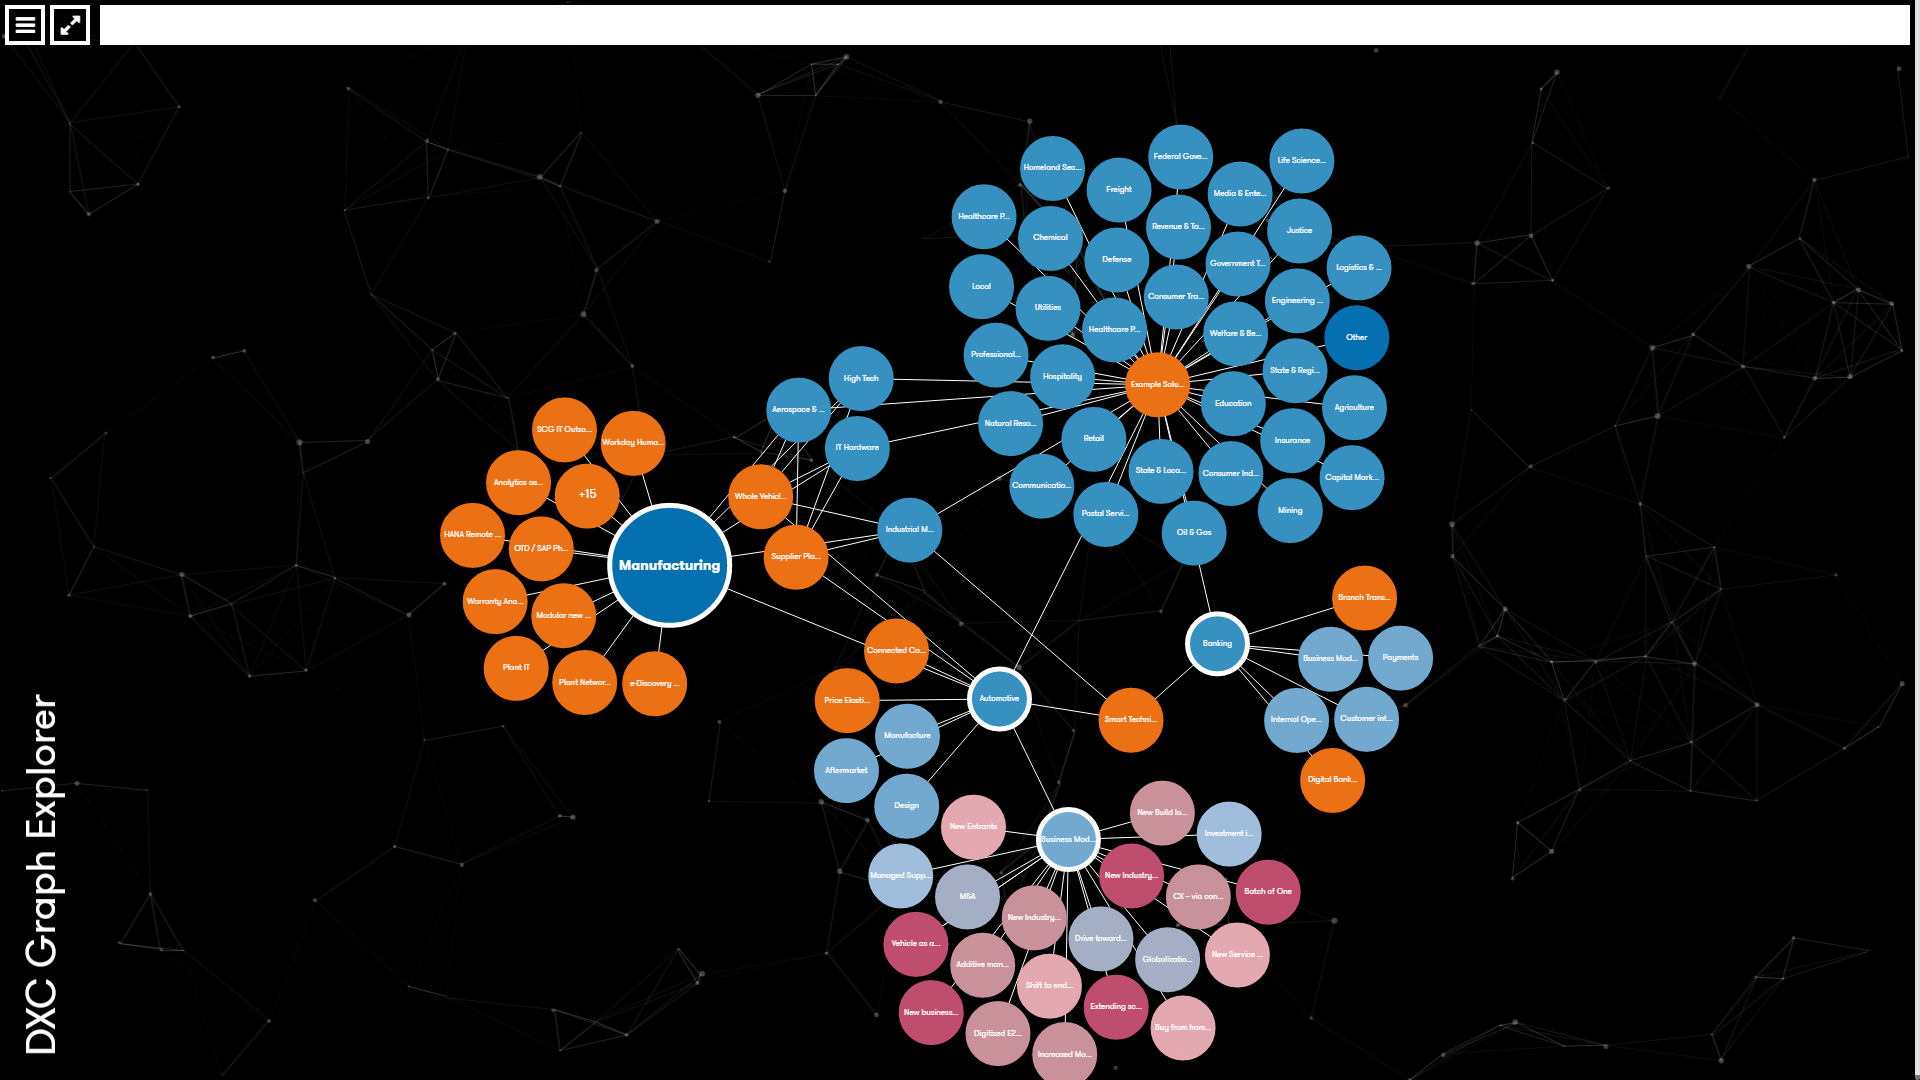 Federal Gove...
Life Science...
Homeland Sec...
Freight
Media & Ente...
Healthcare P...
Revenue & Ta...
Justice
Chemical
Defense
Government T...
Logistics & ...
Local
Consumer Tra...
Engineering ...
Utilities
Healthcare P...
Welfare & Be...
Other
Professional...
State & Regi...
High Tech
Hospitality
Example Solu...
Aerospace & ...
Education
Agriculture
Natural Reso...
SCG IT Outso...
Workday Huma...
Retail
Insurance
IT Hardware
State & Loca...
Consumer Ind...
Capital Mark...
Analytics as...
+15
Whole Vehicl...
Communicatio...
Mining
Postal Servi...
Industrial M...
Oil & Gas
HANA Remote ...
OTD / SAP Ph...
Supplier Pla...
Manufacturing
Branch Trans...
Warranty Ana...
Modular new ...
Banking
Connected Ca...
Business Mod...
Payments
Plant IT
Plant Networ...
e-Discovery ...
Price Elasti...
Automotive
Smart Techni...
Internal Ope...
Customer int...
Manufacture
Aftermarket
Digital Bank...
Design
New Entrants
New Build lo...
Investment i...
Business Mod...
Managed Supp...
New Industry...
M&A
CX - via con...
Batch of One
New Industry...
Drive toward...
Vehicle as a...
Globalizatio...
New Service ...
Additive man...
Shift to end...
Extending sc...
New business...
Digitized E2...
Buy from hom...
Increased Mo...
DXC Graph Explorer